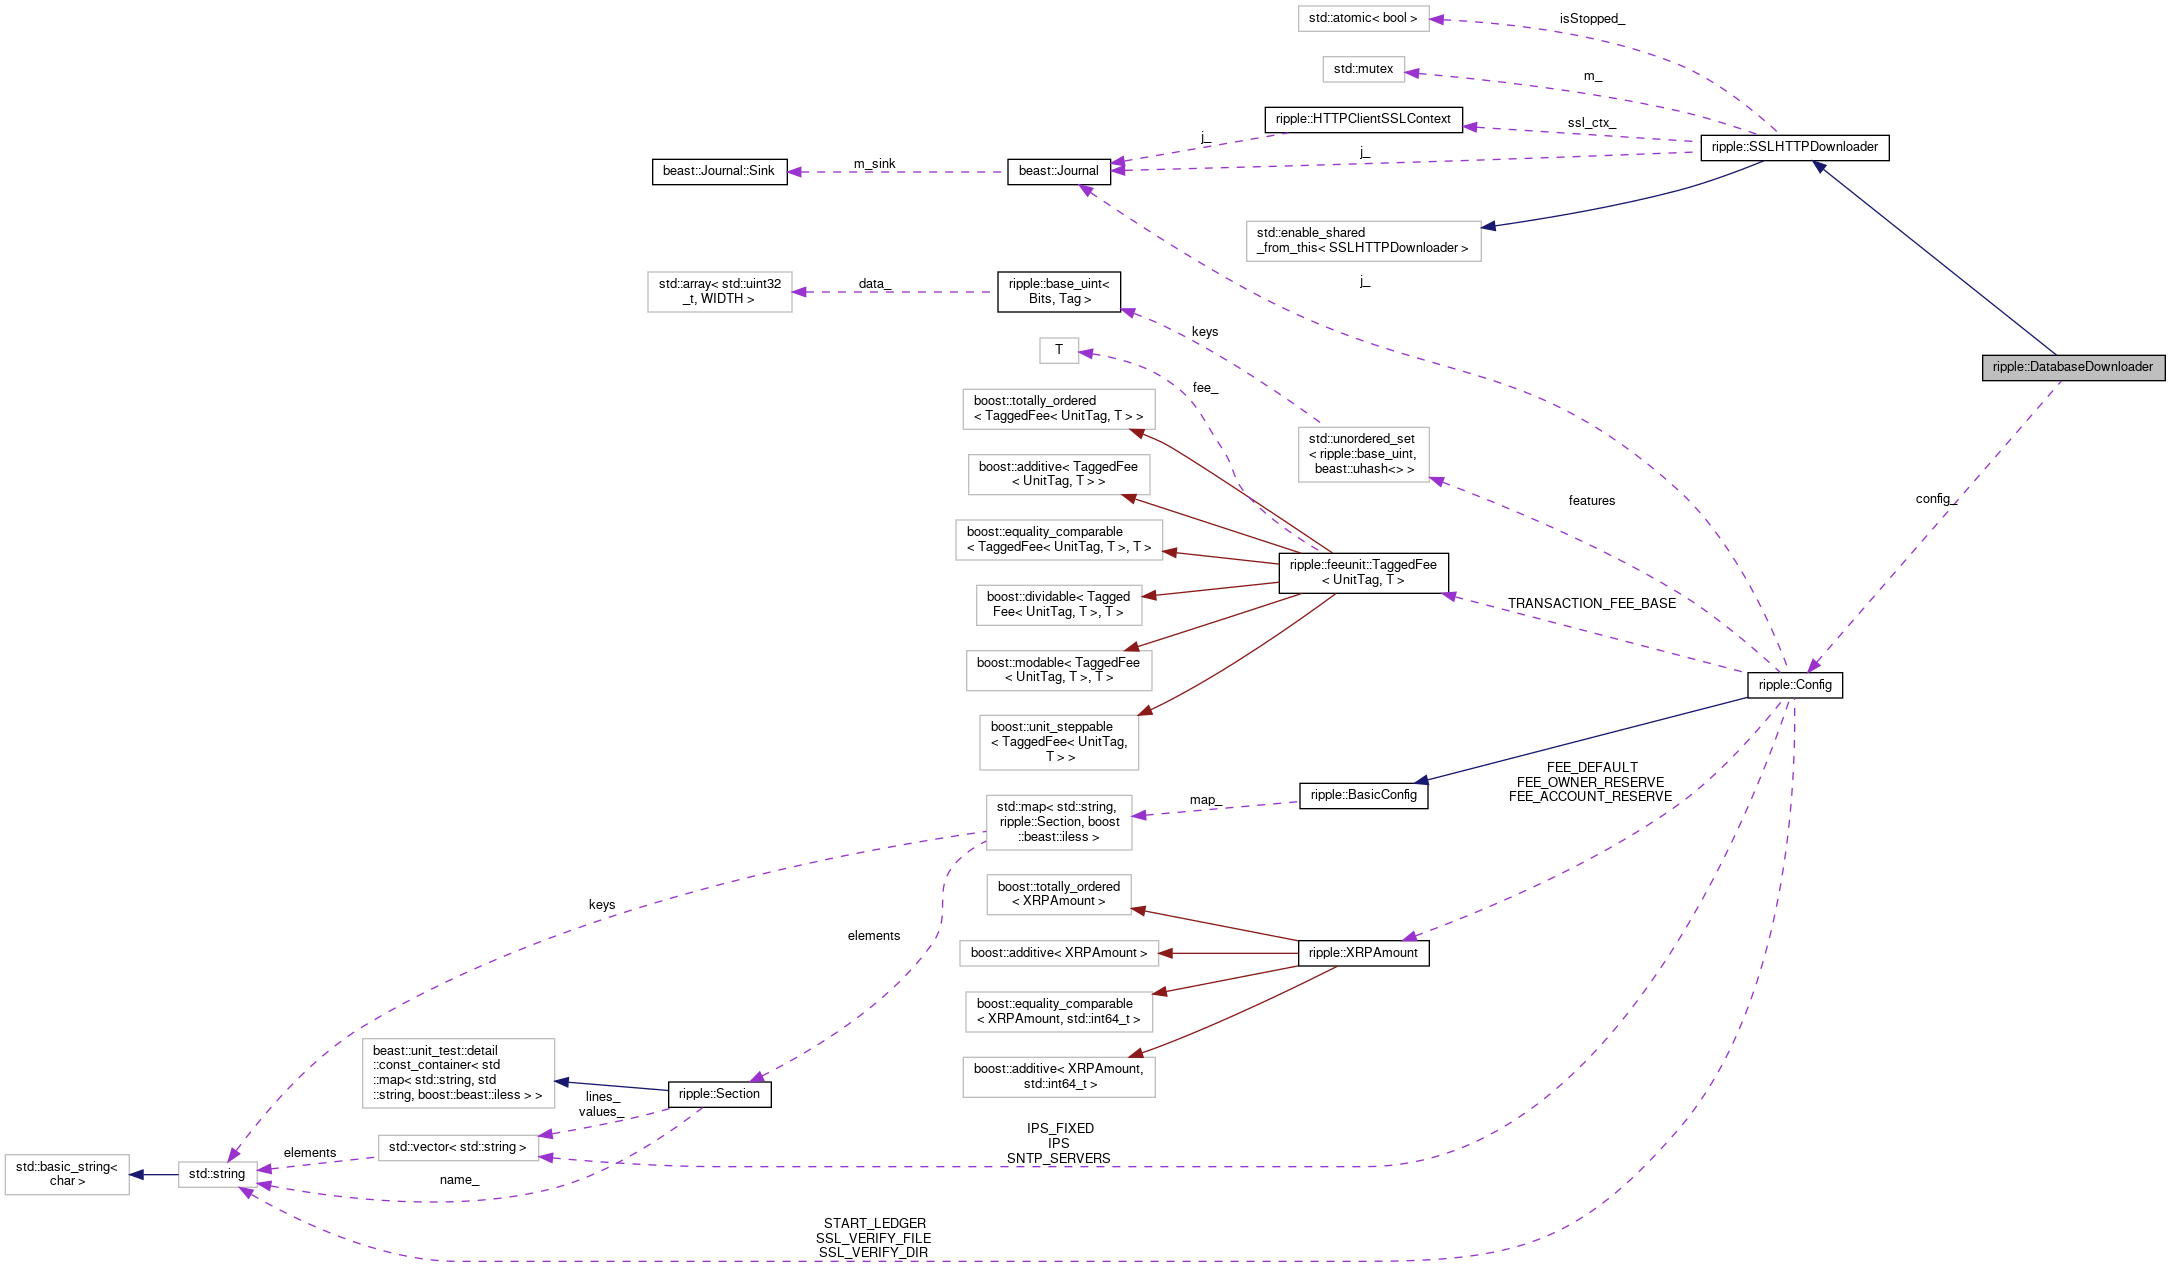 std::atomic< bool >
isStopped_
std::mutex
m_
ripple::HTTPClientSSLContext
ssl_ctx_
j_
j_
ripple::SSLHTTPDownloader
beast::Journal::Sink
m_sink
beast::Journal
std::enable_shared
_from_this< SSLHTTPDownloader >
j_
std::array< std::uint32
_t, WIDTH >
data_
ripple::base_uint<
Bits, Tag >
keys
T
fee_
ripple::DatabaseDownloader
boost::totally_ordered
< TaggedFee< UnitTag, T > >
std::unordered_set
< ripple::base_uint,
beast::uhash<> >
boost::additive< TaggedFee
< UnitTag, T > >
features
config_
boost::equality_comparable
< TaggedFee< UnitTag, T >, T >
ripple::feeunit::TaggedFee
< UnitTag, T >
boost::dividable< Tagged
Fee< UnitTag, T >, T >
TRANSACTION_FEE_BASE
boost::modable< TaggedFee
< UnitTag, T >, T >
ripple::Config
boost::unit_steppable
< TaggedFee< UnitTag,
T > >
FEE_DEFAULT
FEE_OWNER_RESERVE
FEE_ACCOUNT_RESERVE
ripple::BasicConfig
map_
std::map< std::string,
ripple::Section, boost
::beast::iless >
boost::totally_ordered
< XRPAmount >
keys
elements
boost::additive< XRPAmount >
ripple::XRPAmount
boost::equality_comparable
< XRPAmount, std::int64_t >
boost::additive< XRPAmount,
std::int64_t >
beast::unit_test::detail
::const_container< std
::map< std::string, std
::string, boost::beast::iless > >
ripple::Section
lines_
values_
IPS_FIXED
IPS
SNTP_SERVERS
std::vector< std::string >
elements
std::basic_string<
char >
std::string
name_
START_LEDGER
SSL_VERIFY_FILE
SSL_VERIFY_DIR